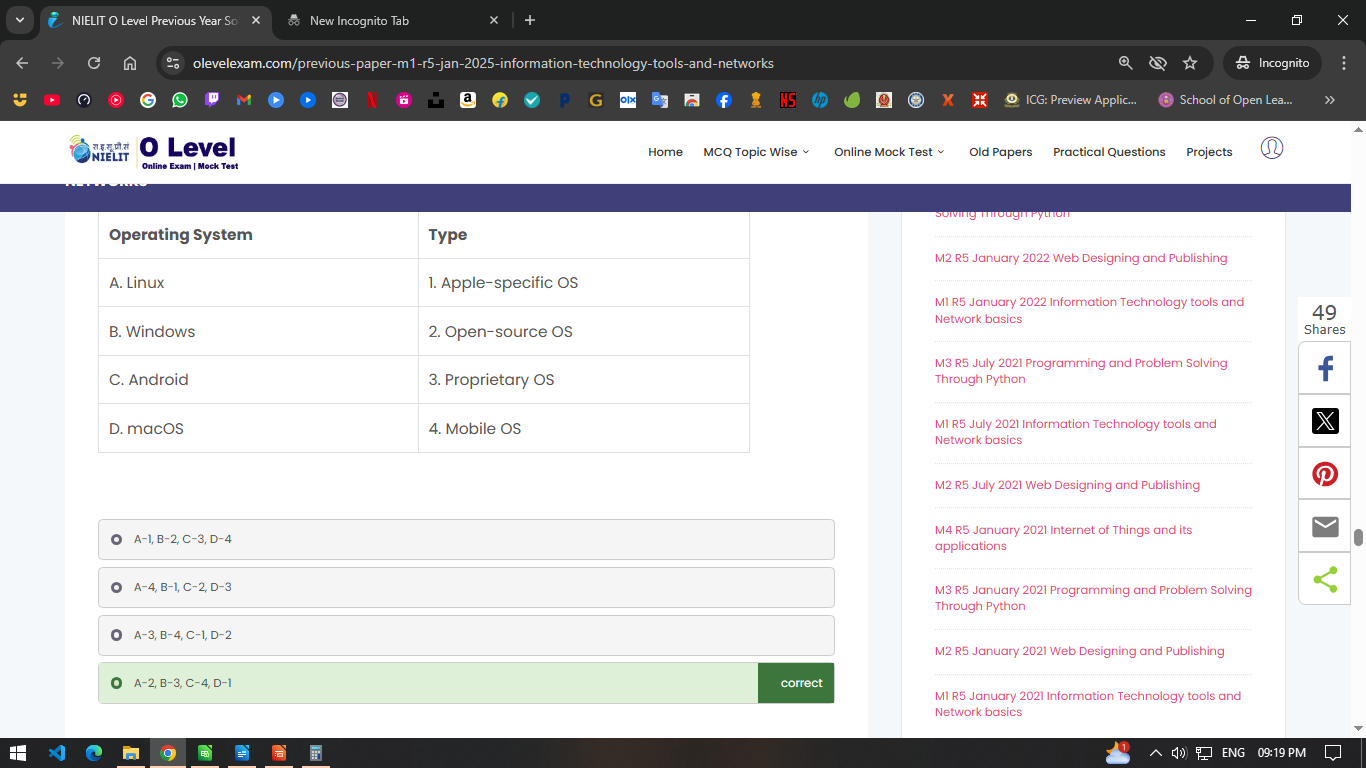 NIELIT O Level Previous Year So
New Incognito Tab
olevelexam.com/previous-paper-m1-r5-jan-2025-information-technology-tools-and-networks
Incognito
ICG: Preview Applic...
School of Open Lea...
NIELIT
O Level
Online Exam | Mock Test
Home
MCQ Topic Wise
Online Mock Test
Old Papers
Practical Questions
Projects
NETWORKS
Operating System Type
A. Linux 1. Apple-specific OS
B. Windows 2. Open-source OS
C. Android 3. Proprietary OS
D. macOS 4. Mobile OS
A-1, B-2, C-3, D-4
A-4, B-1, C-2, D-3
A-3, B-4, C-1, D-2
A-2, B-3, C-4, D-1
correct
Solving Through Python
M2 R5 January 2022 Web Designing and Publishing
M1 R5 January 2022 Information Technology tools and
Network basics
M3 R5 July 2021 Programming and Problem Solving
Through Python
M1 R5 July 2021 Information Technology tools and
Network basics
M2 R5 July 2021 Web Designing and Publishing
M4 R5 January 2021 Internet of Things and its
applications
M3 R5 January 2021 Programming and Problem Solving
Through Python
M2 R5 January 2021 Web Designing and Publishing
M1 R5 January 2021 Information Technology tools and
Network basics
49
Shares
1
ENG
09:19 PM